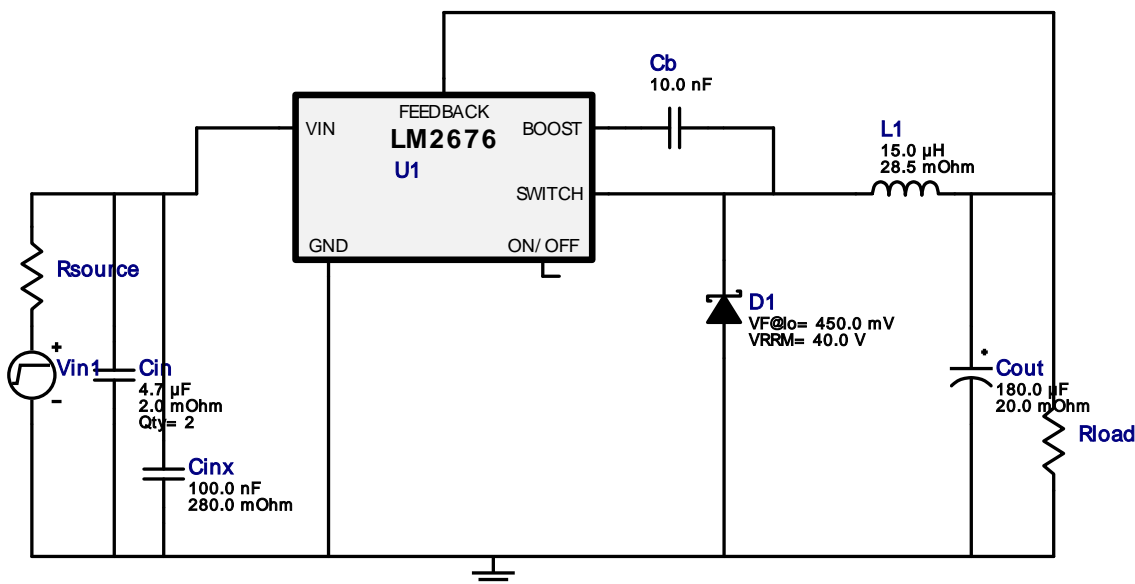 Cb
10.0 nF
FEEDBACK
VIN
LM2676
BOOST
U1
L1
15.0 µH
28.5 mOhm
SWITCH
GND
ON/ OFF
Rsource
D1
VF@Io= 450.0 mV
VRRM= 40.0 V
+
Vin1
−
Cin
4.7 µF
2.0 mOhm
Qty= 2
Cout
180.0 µF
20.0 mOhm
Rload
Cinx
100.0 nF
280.0 mOhm